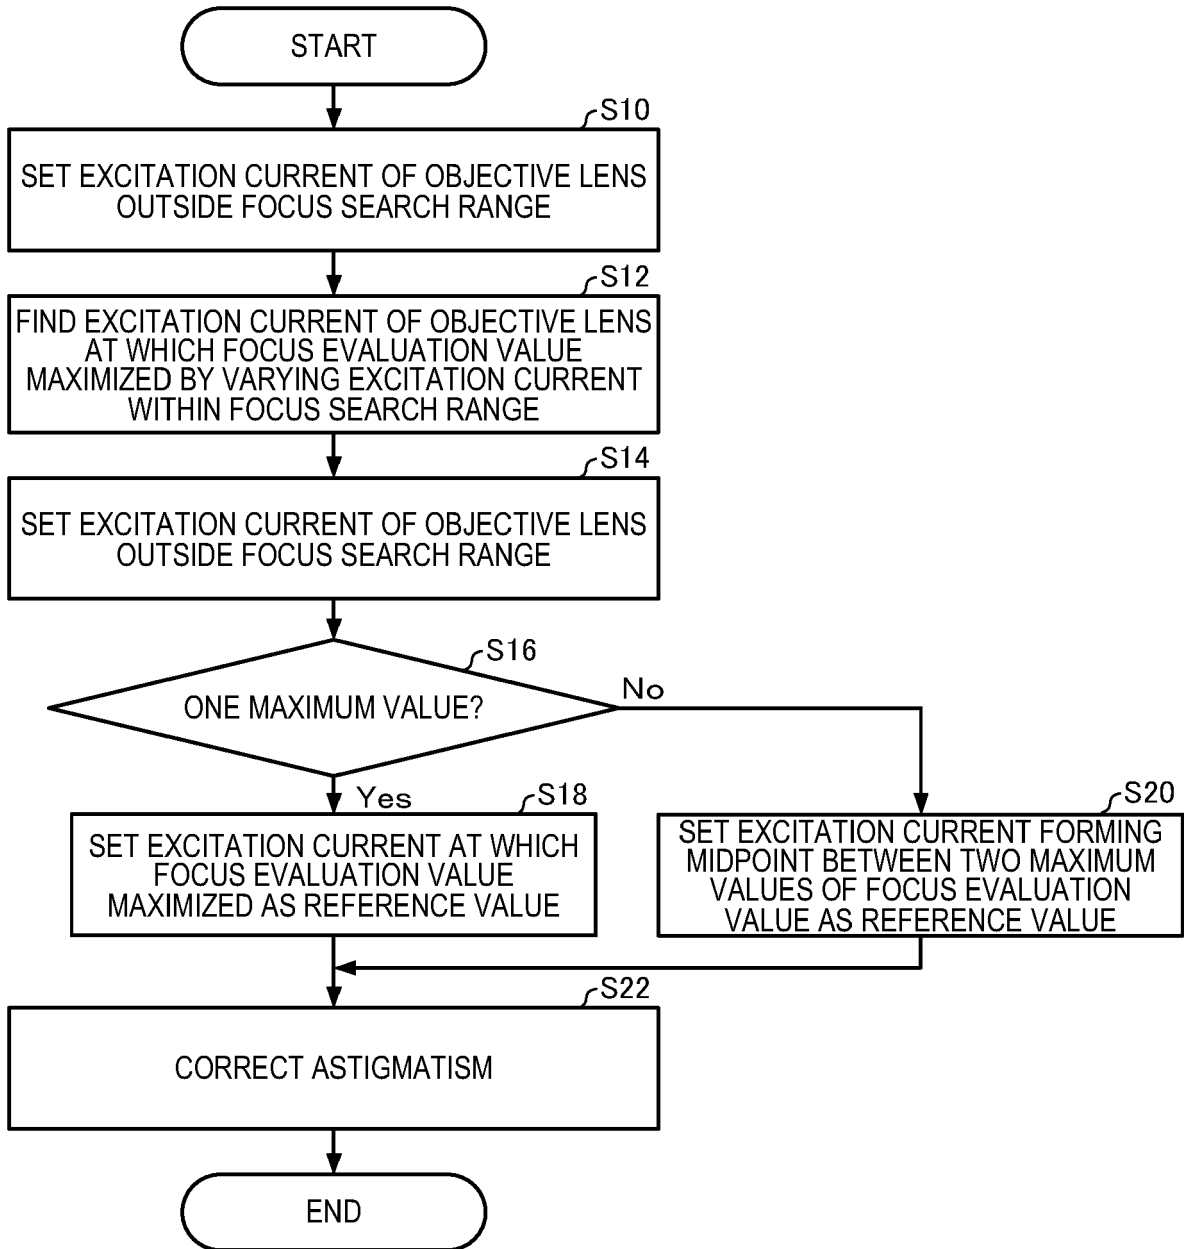 START
S10
SET EXCITATION CURRENT OF OBJECTIVE LENS
OUTSIDE FOCUS SEARCH RANGE
S12
FIND EXCITATION CURRENT OF OBJECTIVE LENS
AT WHICH FOCUS EVALUATION VALUE
MAXIMIZED BY VARYING EXCITATION CURRENT
WITHIN FOCUS SEARCH RANGE
S14
SET EXCITATION CURRENT OF OBJECTIVE LENS
OUTSIDE FOCUS SEARCH RANGE
S16
ONE MAXIMUM VALUE?
No
Yes
S18
SET EXCITATION CURRENT AT WHICH
FOCUS EVALUATION VALUE
MAXIMIZED AS REFERENCE VALUE
S20
SET EXCITATION CURRENT FORMING
MIDPOINT BETWEEN TWO MAXIMUM
VALUES OF FOCUS EVALUATION
VALUE AS REFERENCE VALUE
S22
CORRECT ASTIGMATISM
END